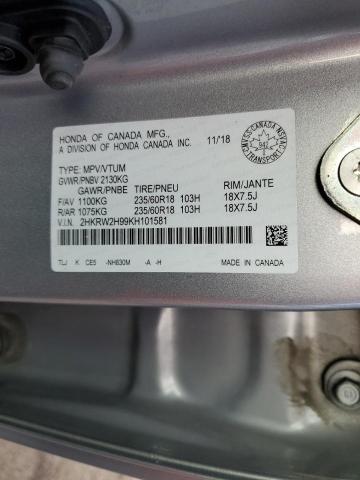 HONDA OF CANADA MFG.,
A DIVISION OF HONDA CANADA INC.
11/18
TYPE: MPV/VTUM
GVWR/PNBV 2130KG
GAWR/PNBE TIRE/PNEU RIM/JANTE
F/AV 1100KG 235/60R18 103H 18X7.5J
R/AR 1075KG 235/60R18 103H 18X7.5J
V.I.N. 2HKRW2H99KH101581
TLJ K CE5 -NH830M -A -H MADE IN CANADA